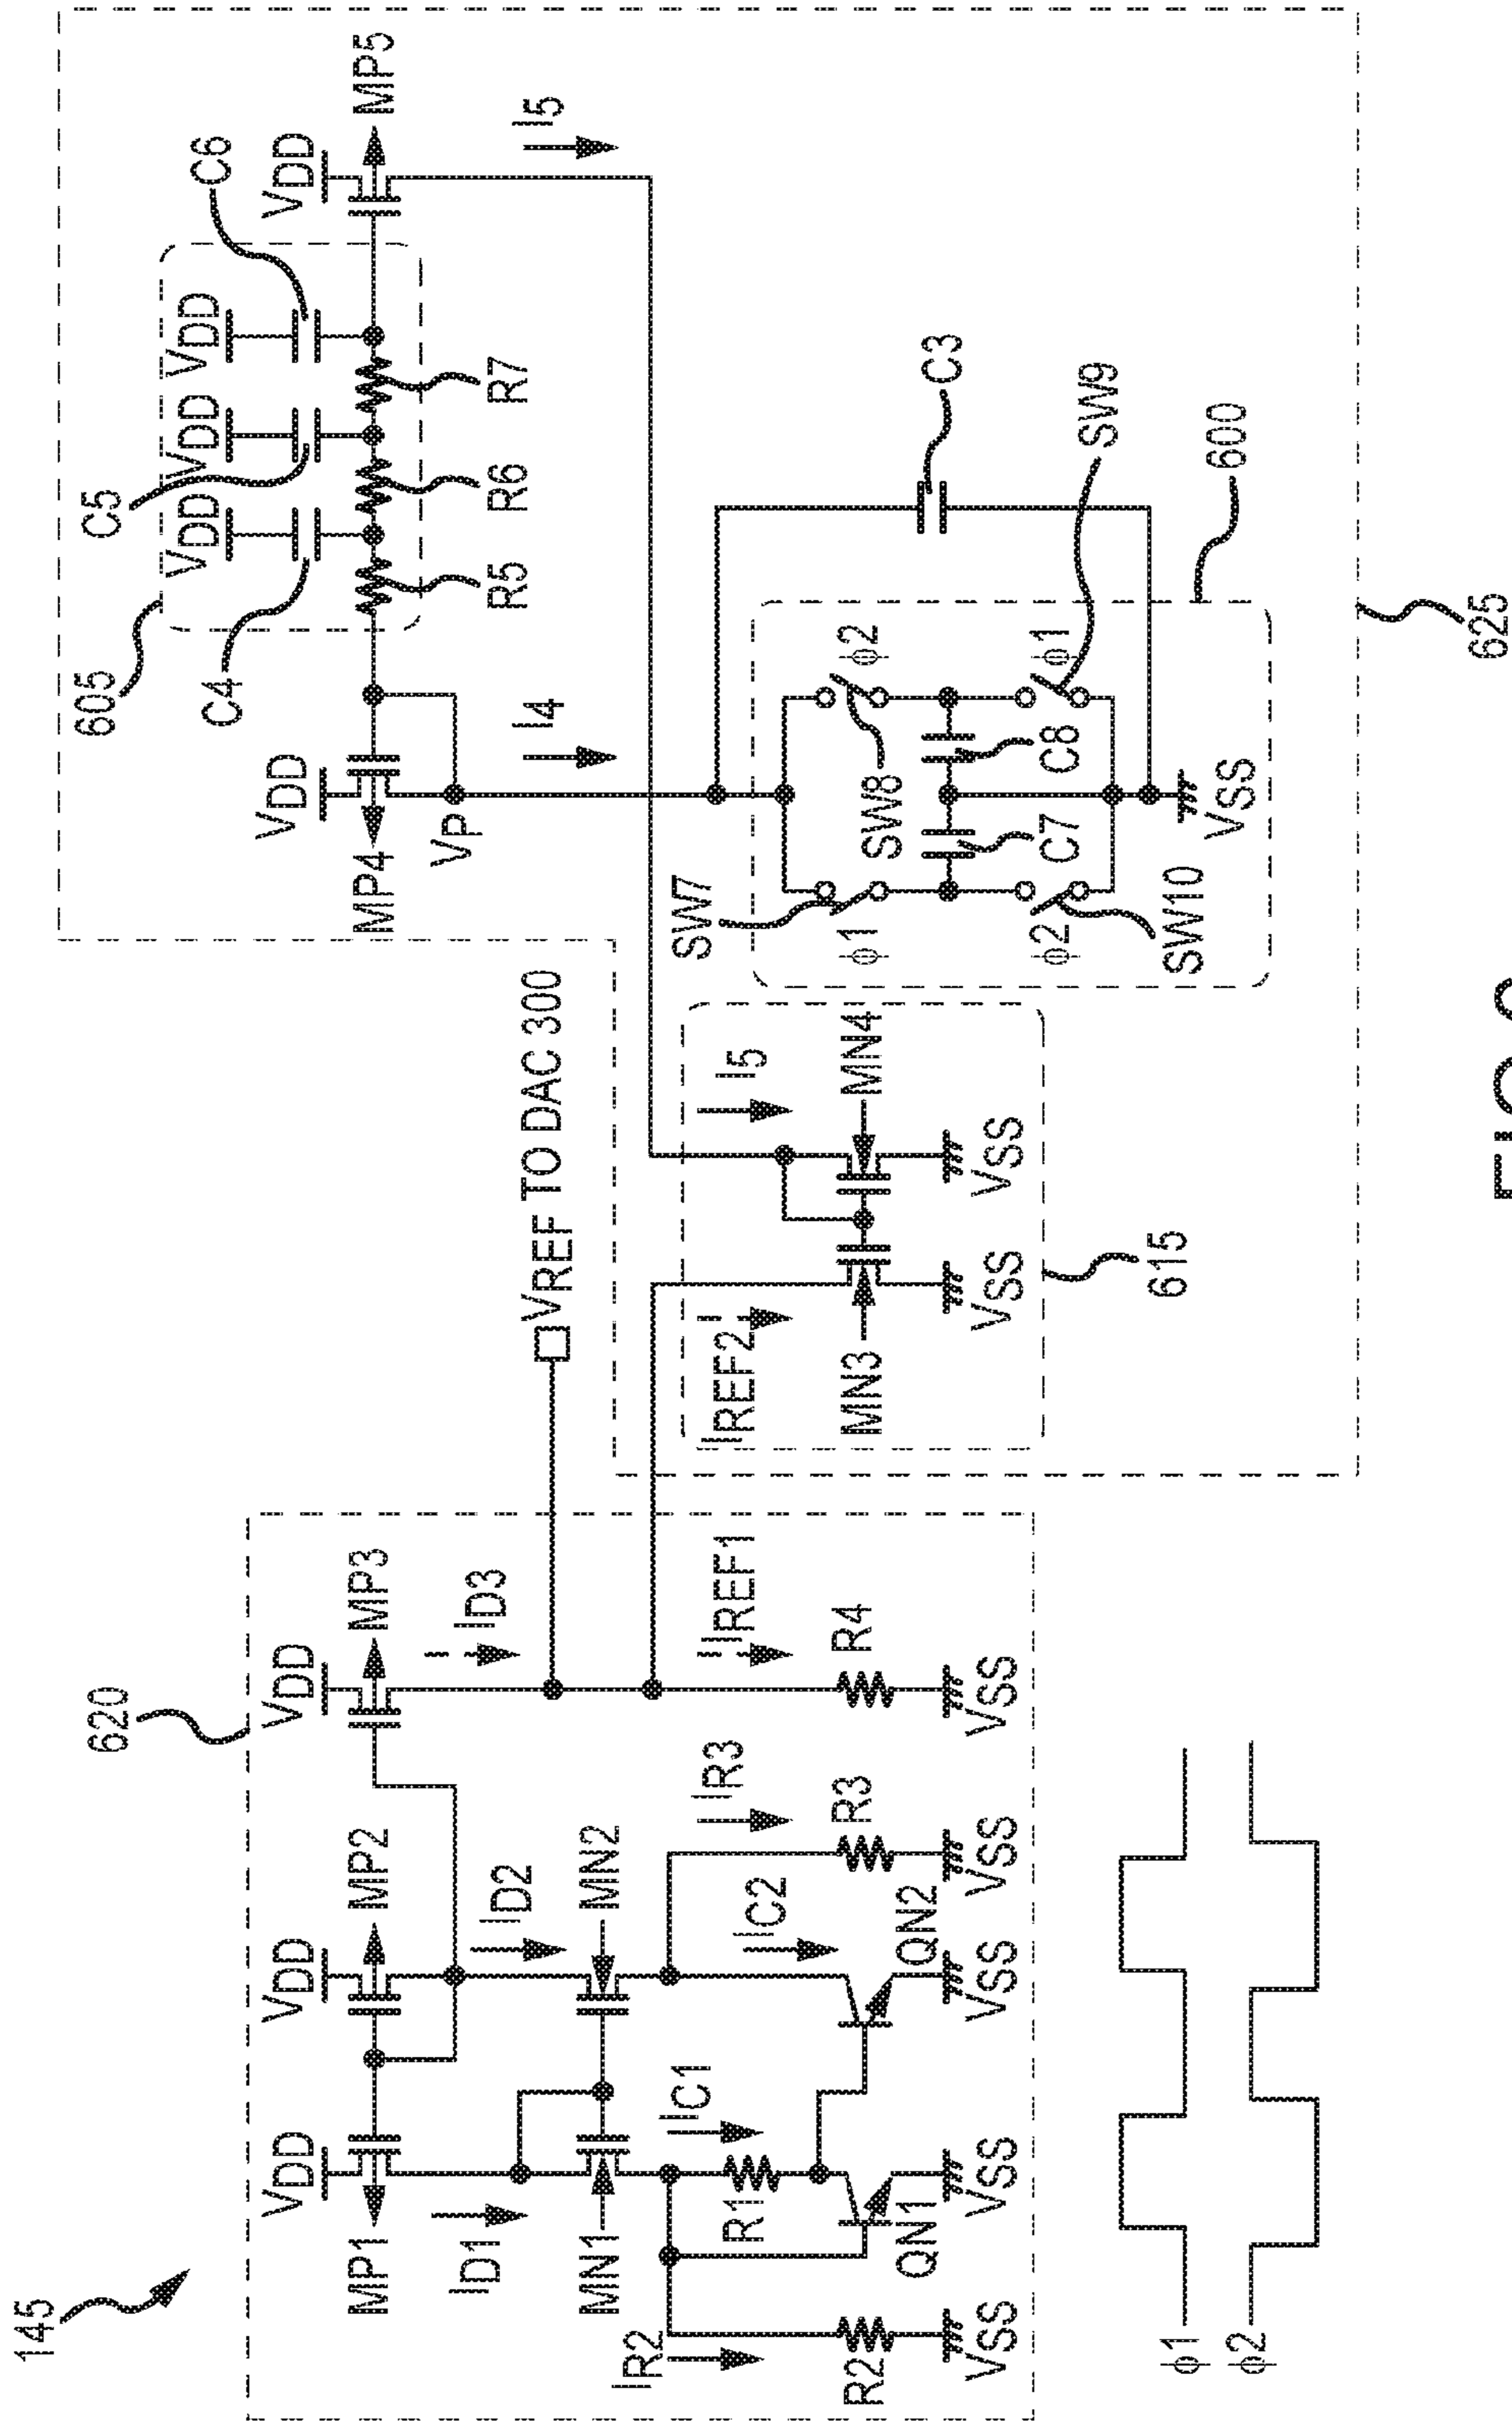 145
620
VDD
VDD
VDD
MP1
MP2
MP3
ID1
ID2
ID3
MN1
MN2
IR2
IC1
IC2
IR3
IREF1
R1
R2
QN1
QN2
R3
R4
VSS
VSS
VSS
VSS
VSS
φ1
φ2
VREF TO DAC 300
605
C4
C5
C6
VDD
VDD
VDD
VDD
VDD
MP4
MP5
R5
R6
R7
VP
I4
I5
IREF2
I5
MN3
MN4
VSS
VSS
615
SW7
φ1
φ2
SW8
C7
C8
φ2
φ1
SW10
SW9
VSS
C3
600
625